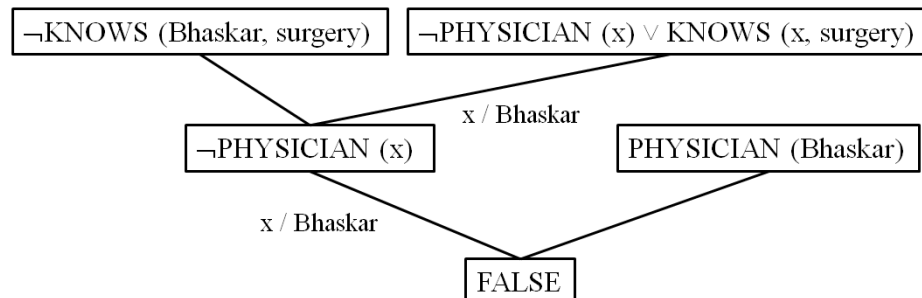 ¬KNOWS (Bhaskar, surgery)
¬PHYSICIAN (x) ∨ KNOWS (x, surgery)
x / Bhaskar
¬PHYSICIAN (x)
PHYSICIAN (Bhaskar)
x / Bhaskar
FALSE